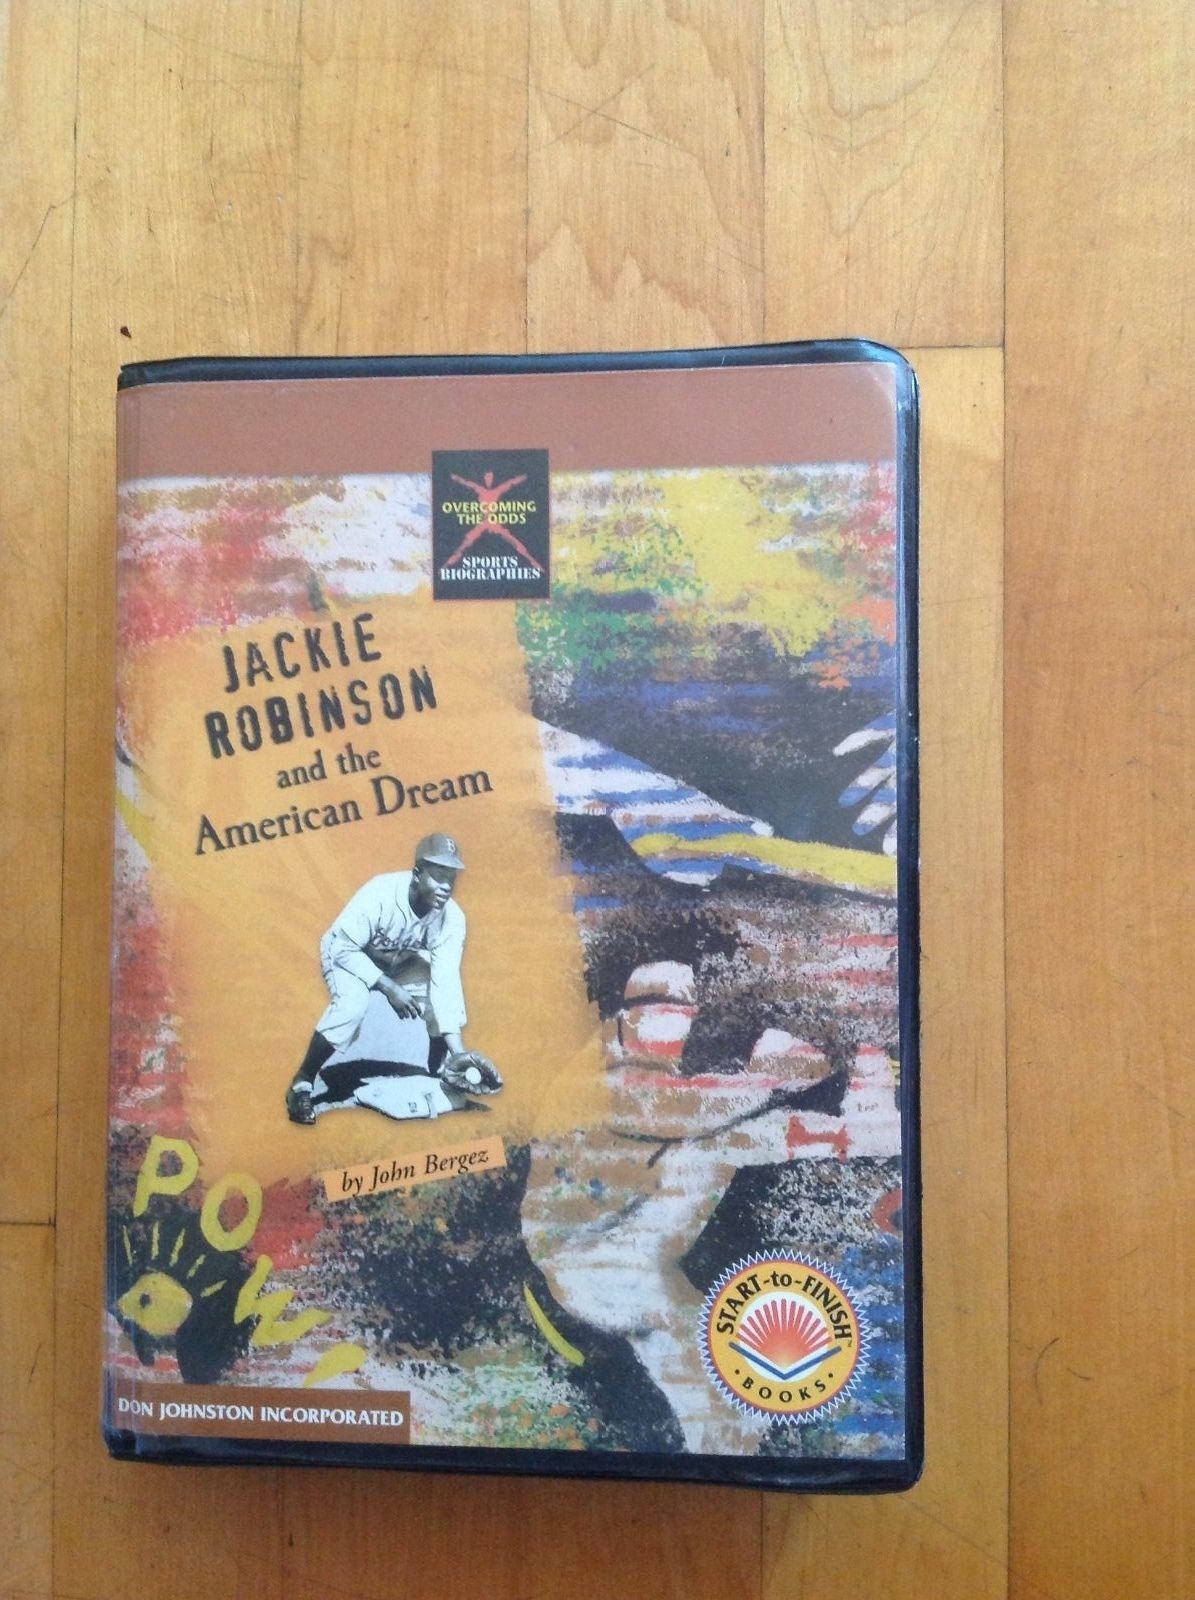 OVERCOMING
THE ODDS
SPORTS
BIOGRAPHIES
JACKIE
ROBINSON
and the
American Dream
B
by John Bergez
POW
START-to-FINISH™
• BOOKS •
DON JOHNSTON INCORPORATED